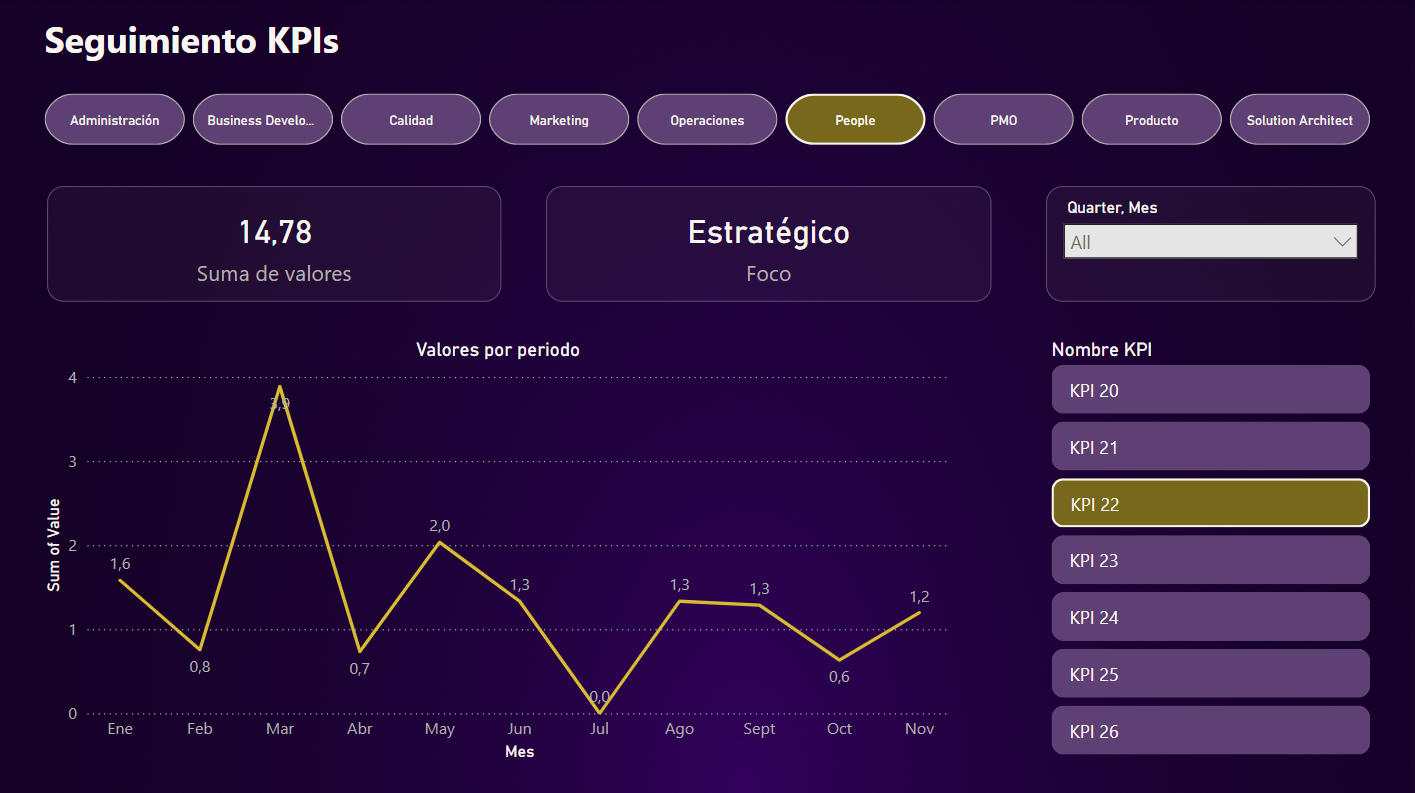 Seguimiento KPIs
Administración
Business Develo...
Calidad
Marketing
Operaciones
People
PMO
Producto
Solution Architect
14,78
Suma de valores
Estratégico
Foco
Quarter, Mes
All
Valores por periodo
4
3
2
1
0
Sum of Value
1,6
0,8
3,9
0,7
2,0
1,3
0,0
1,3
1,3
0,6
1,2
Ene
Feb
Mar
Abr
May
Jun
Jul
Ago
Sept
Oct
Nov
Mes
Nombre KPI
KPI 20
KPI 21
KPI 22
KPI 23
KPI 24
KPI 25
KPI 26